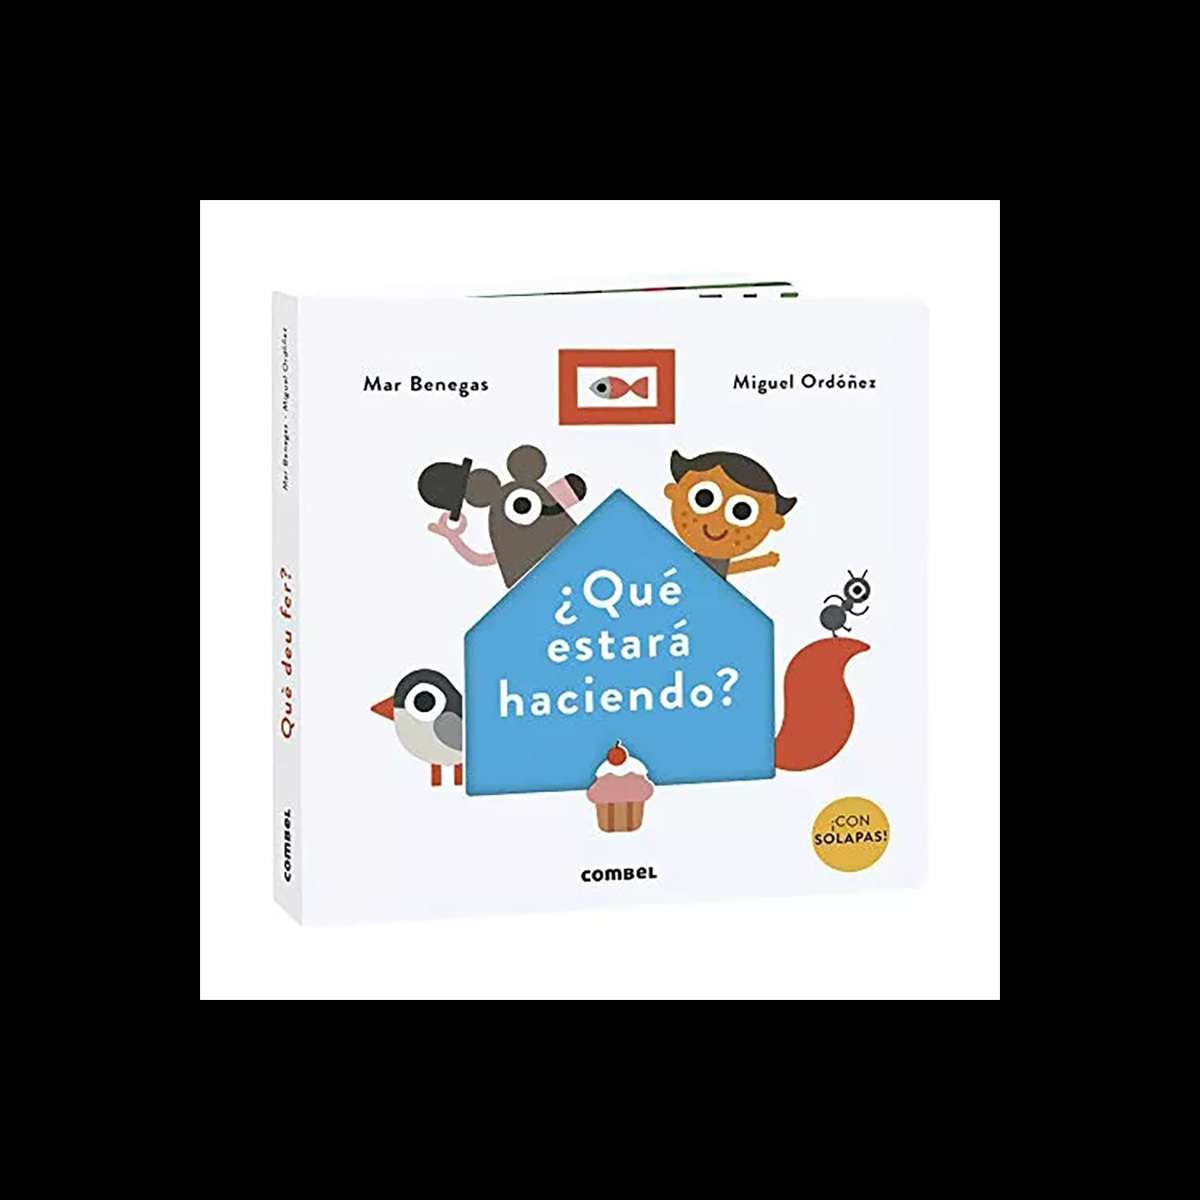 Mar Benegas
Miguel Ordóñez
¿Qué
estará
haciendo?
¡CON
SOLAPAS!
COMBEL
Mar Benegas - Miguel Ordóñez
Què deu fer?
COMBEL